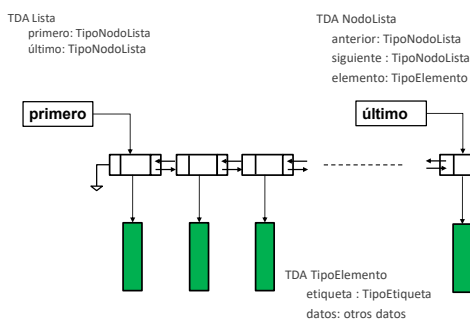 TDA Lista
primero: TipoNodoLista
último: TipoNodoLista
TDA NodoLista
anterior: TipoNodoLista
siguiente : TipoNodoLista
elemento: TipoElemento
primero
último
TDA TipoElemento
etiqueta : TipoEtiqueta
datos: otros datos